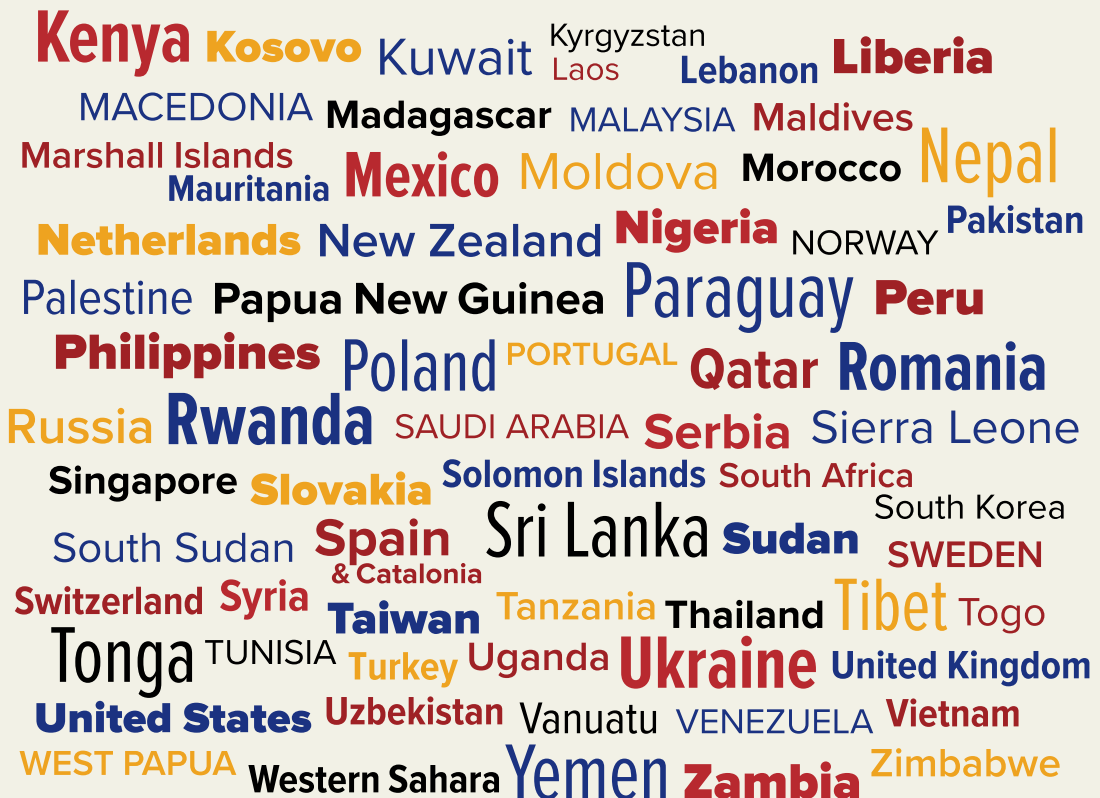 Kenya Kosovo Kuwait Kyrgyzstan
Laos Lebanon Liberia
MACEDONIA Madagascar MALAYSIA Maldives
Marshall Islands
Mauritania Mexico Moldova Morocco Nepal
Netherlands New Zealand Nigeria NORWAY Pakistan
Palestine Papua New Guinea Paraguay Peru
Philippines Poland PORTUGAL Qatar Romania
Russia Rwanda SAUDI ARABIA Serbia Sierra Leone
Singapore Slovakia Solomon Islands South Africa
South Korea
South Sudan Spain Sri Lanka Sudan SWEDEN
& Catalonia
Switzerland Syria Taiwan Tanzania Thailand Tibet Togo
Tonga TUNISIA Turkey Uganda Ukraine United Kingdom
United States Uzbekistan Vanuatu VENEZUELA Vietnam
WEST PAPUA Western Sahara Yemen Zambia Zimbabwe